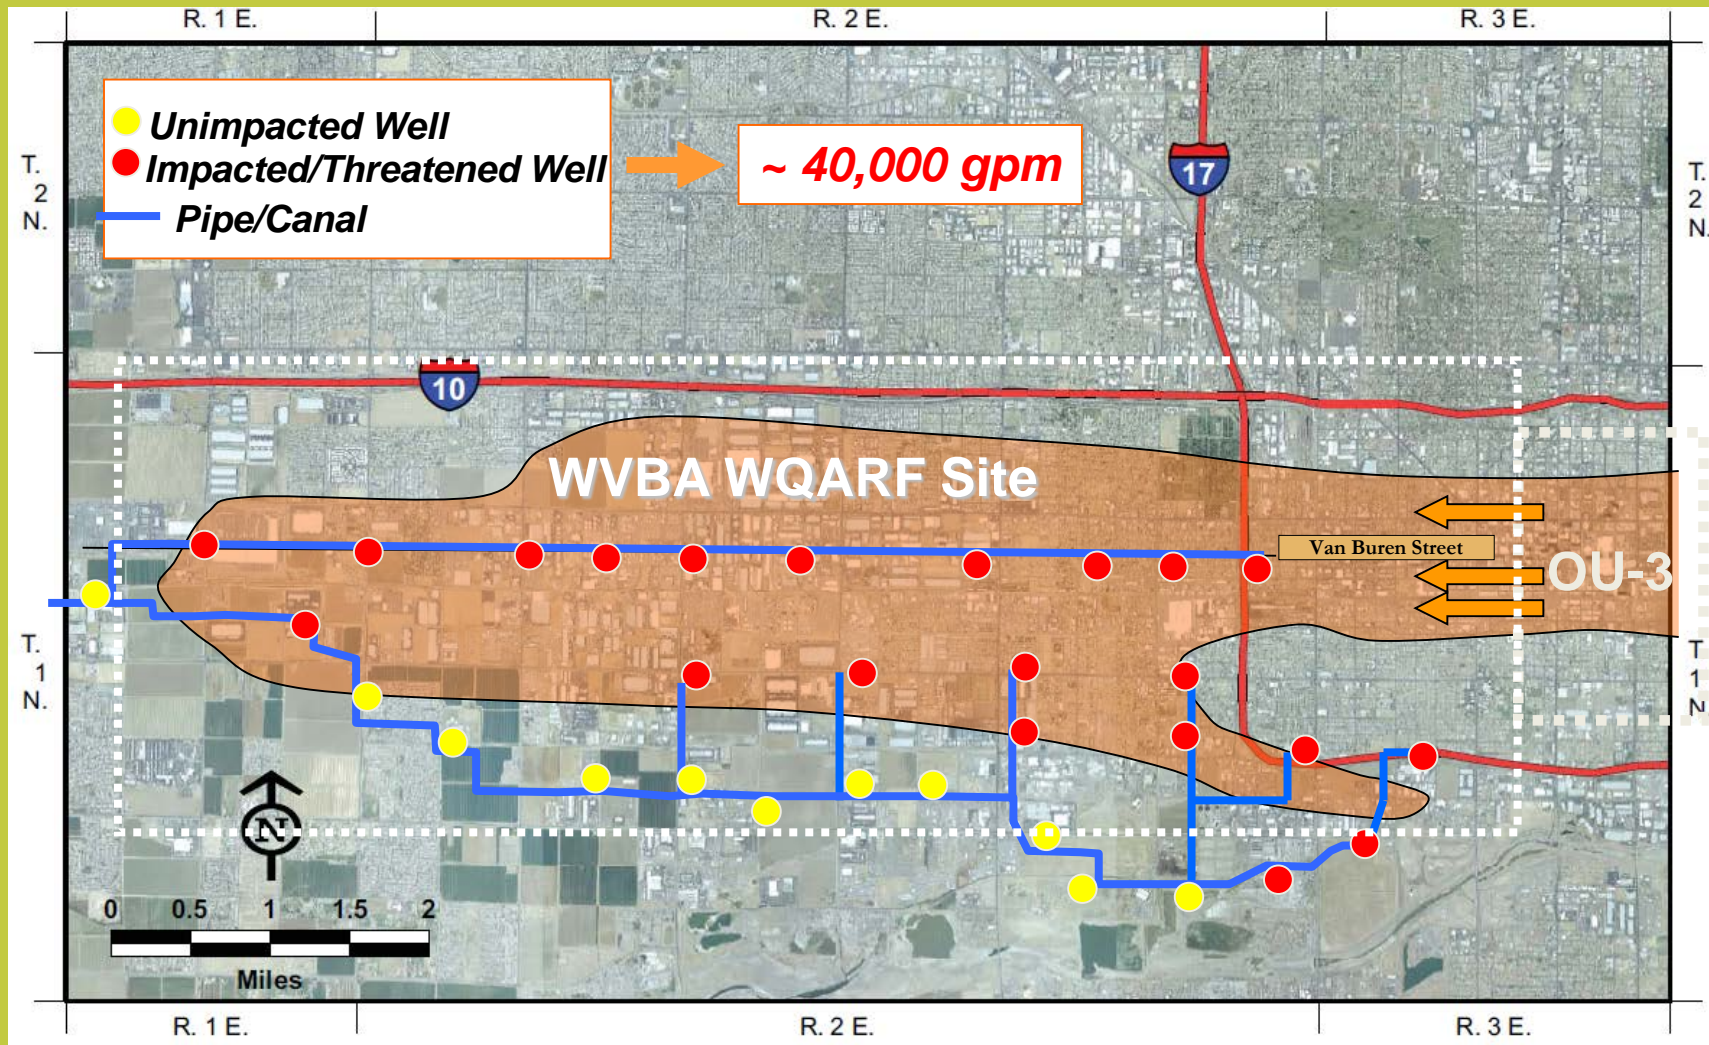 R. 1 E.
R. 2 E.
R. 3 E.
Unimpacted Well
Impacted/Threatened Well
Pipe/Canal
~ 40,000 gpm
17
T.
2
N.
T.
2
N.
10
WVBA WQARF Site
Van Buren Street
OU-3
T.
1
N.
T
1
N
N
0 0.5 1 1.5 2
Miles
R. 1 E.
R. 2 E.
R. 3 E.